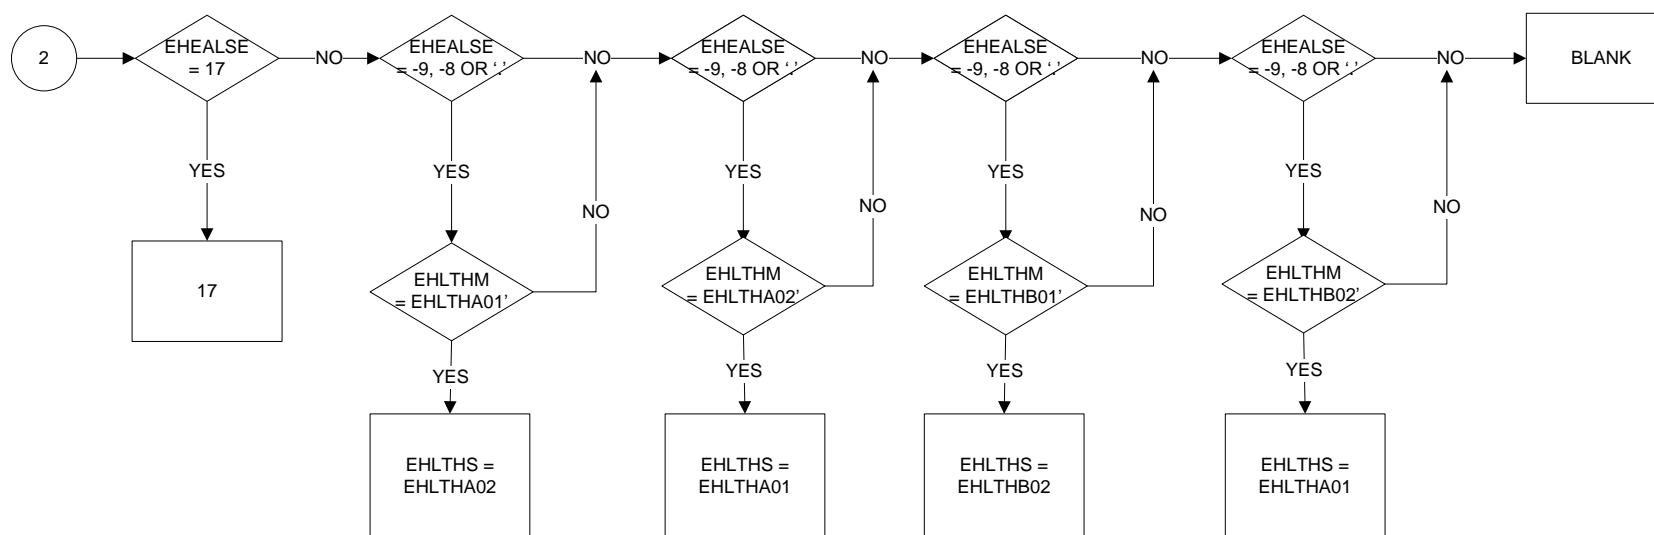 2
EHEALSE
= 17
NO
EHEALSE
= -9, -8 OR ‘.’
NO
EHEALSE
= -9, -8 OR ‘.’
NO
EHEALSE
= -9, -8 OR ‘.’
NO
EHEALSE
= -9, -8 OR ‘.’
NO
BLANK
YES
YES
YES
YES
YES
NO
NO
NO
NO
17
EHLTHM
= EHLTHA01’
EHLTHM
= EHLTHA02’
EHLTHM
= EHLTHB01’
EHLTHM
= EHLTHB02’
YES
YES
YES
YES
EHLTHS =
EHLTHA02
EHLTHS =
EHLTHA01
EHLTHS =
EHLTHB02
EHLTHS =
EHLTHA01